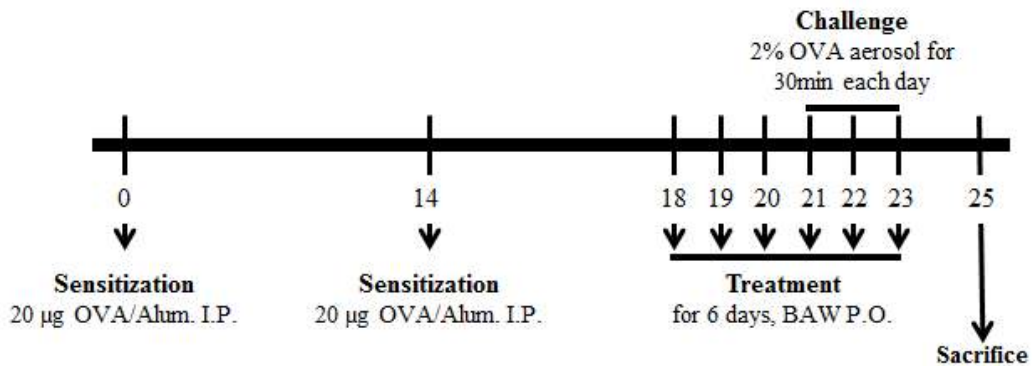 Challenge
2% OVA aerosol for
30min each day
0 14 18 19 20 21 22 23 25
Sensitization
20 µg OVA/Alum. I.P.
Sensitization
20 µg OVA/Alum. I.P.
Treatment
for 6 days, BAW P.O.
Sacrifice